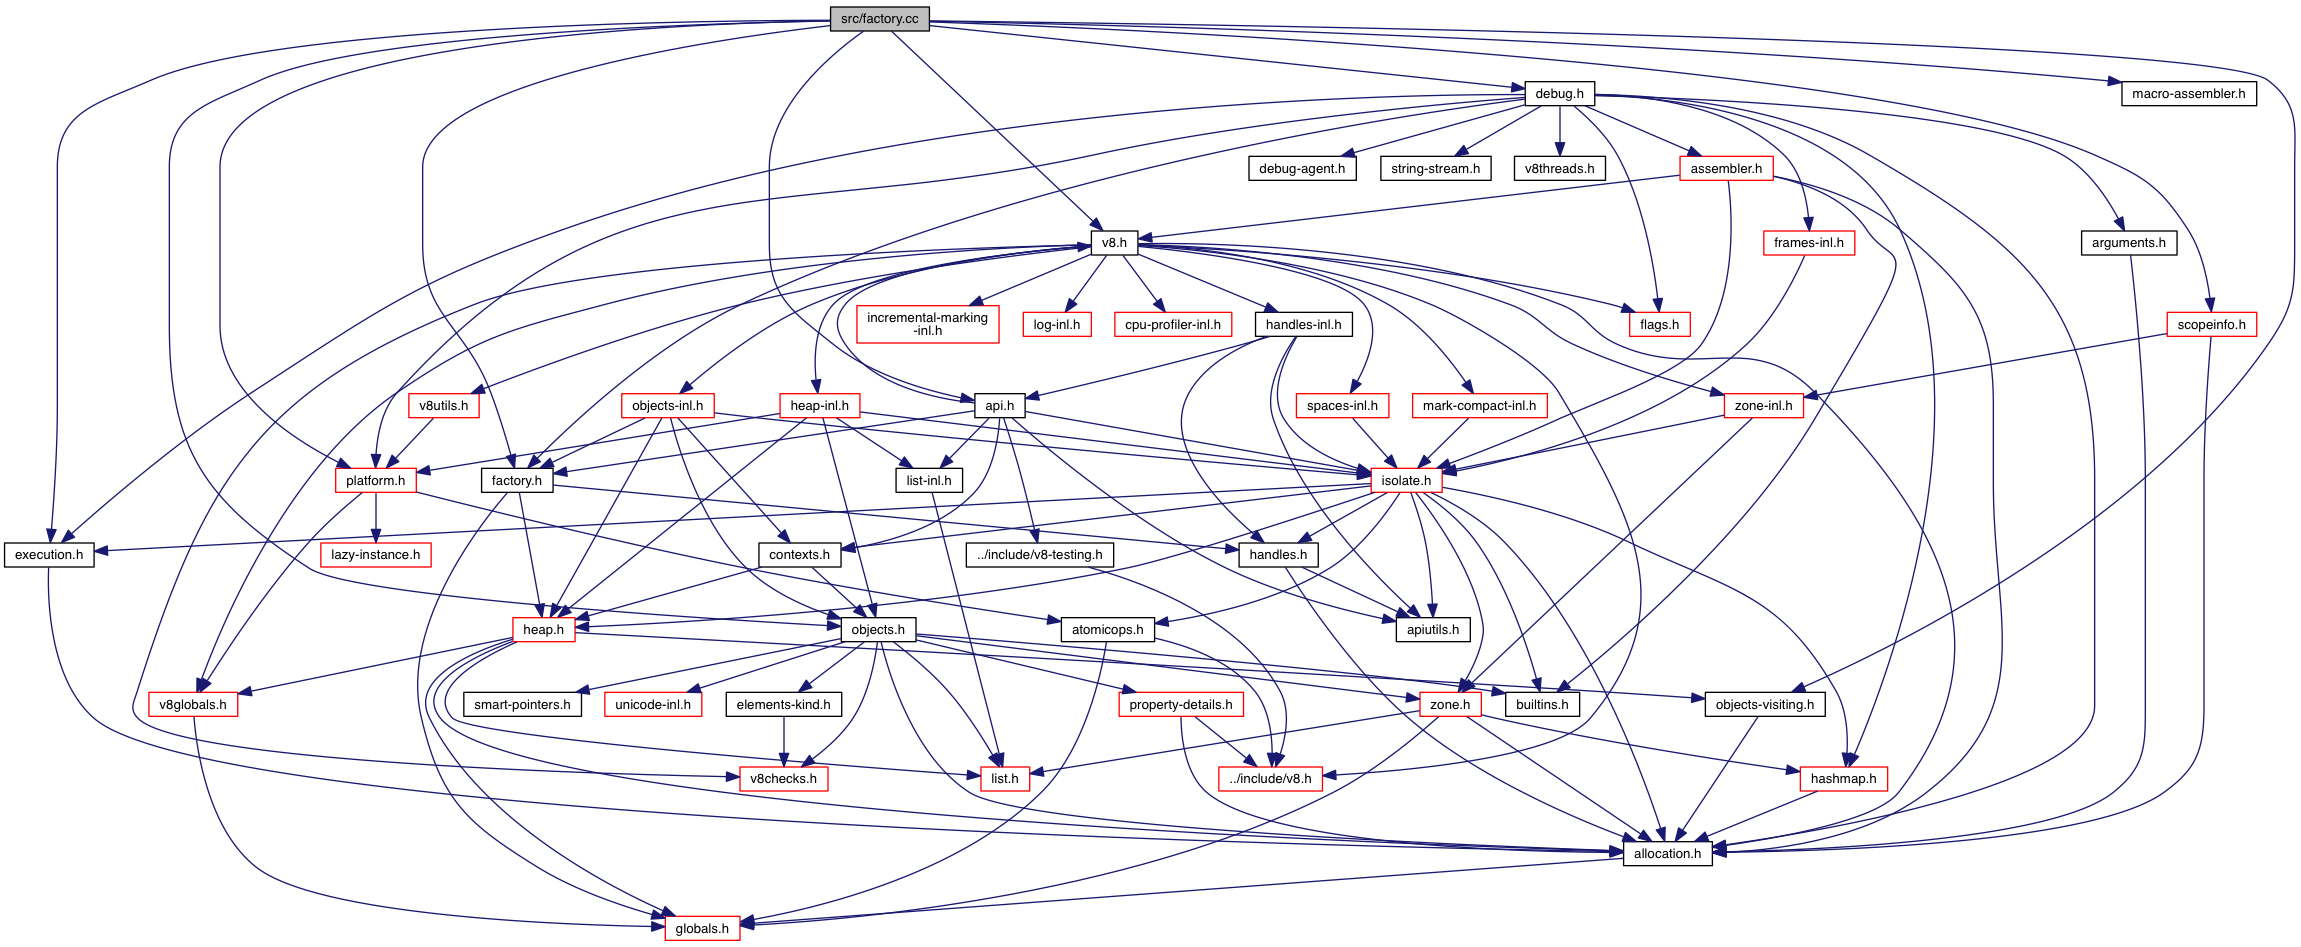 src/factory.cc
debug.h
macro-assembler.h
debug-agent.h
string-stream.h
v8threads.h
assembler.h
v8.h
frames-inl.h
arguments.h
incremental-marking
-inl.h
log-inl.h
cpu-profiler-inl.h
handles-inl.h
flags.h
scopeinfo.h
v8utils.h
objects-inl.h
heap-inl.h
api.h
spaces-inl.h
mark-compact-inl.h
zone-inl.h
platform.h
factory.h
list-inl.h
isolate.h
execution.h
lazy-instance.h
contexts.h
../include/v8-testing.h
handles.h
heap.h
objects.h
atomicops.h
apiutils.h
v8globals.h
smart-pointers.h
unicode-inl.h
elements-kind.h
property-details.h
zone.h
builtins.h
objects-visiting.h
v8checks.h
list.h
../include/v8.h
hashmap.h
allocation.h
globals.h